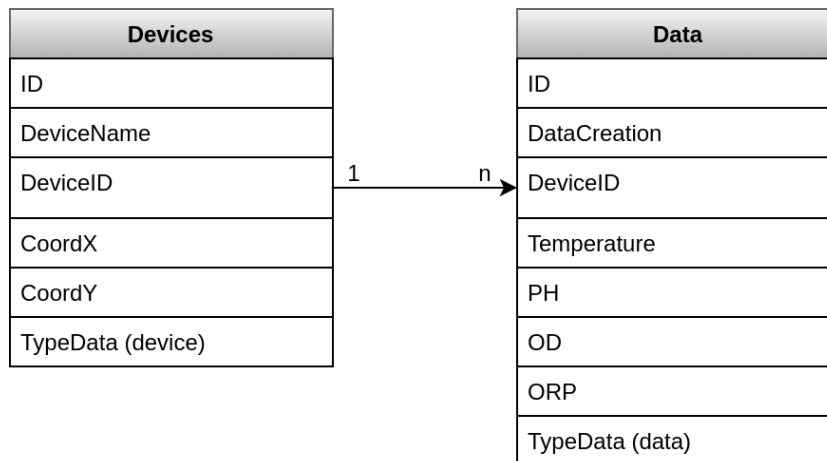 Devices
ID
DeviceName
DeviceID
CoordX
CoordY
TypeData (device)
1
n
Data
ID
DataCreation
DeviceID
Temperature
PH
OD
ORP
TypeData (data)